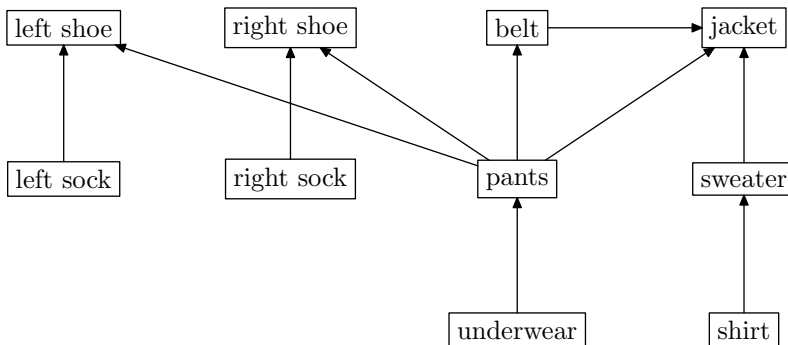 left shoe
right shoe
belt
jacket
left sock
right sock
pants
sweater
underwear
shirt